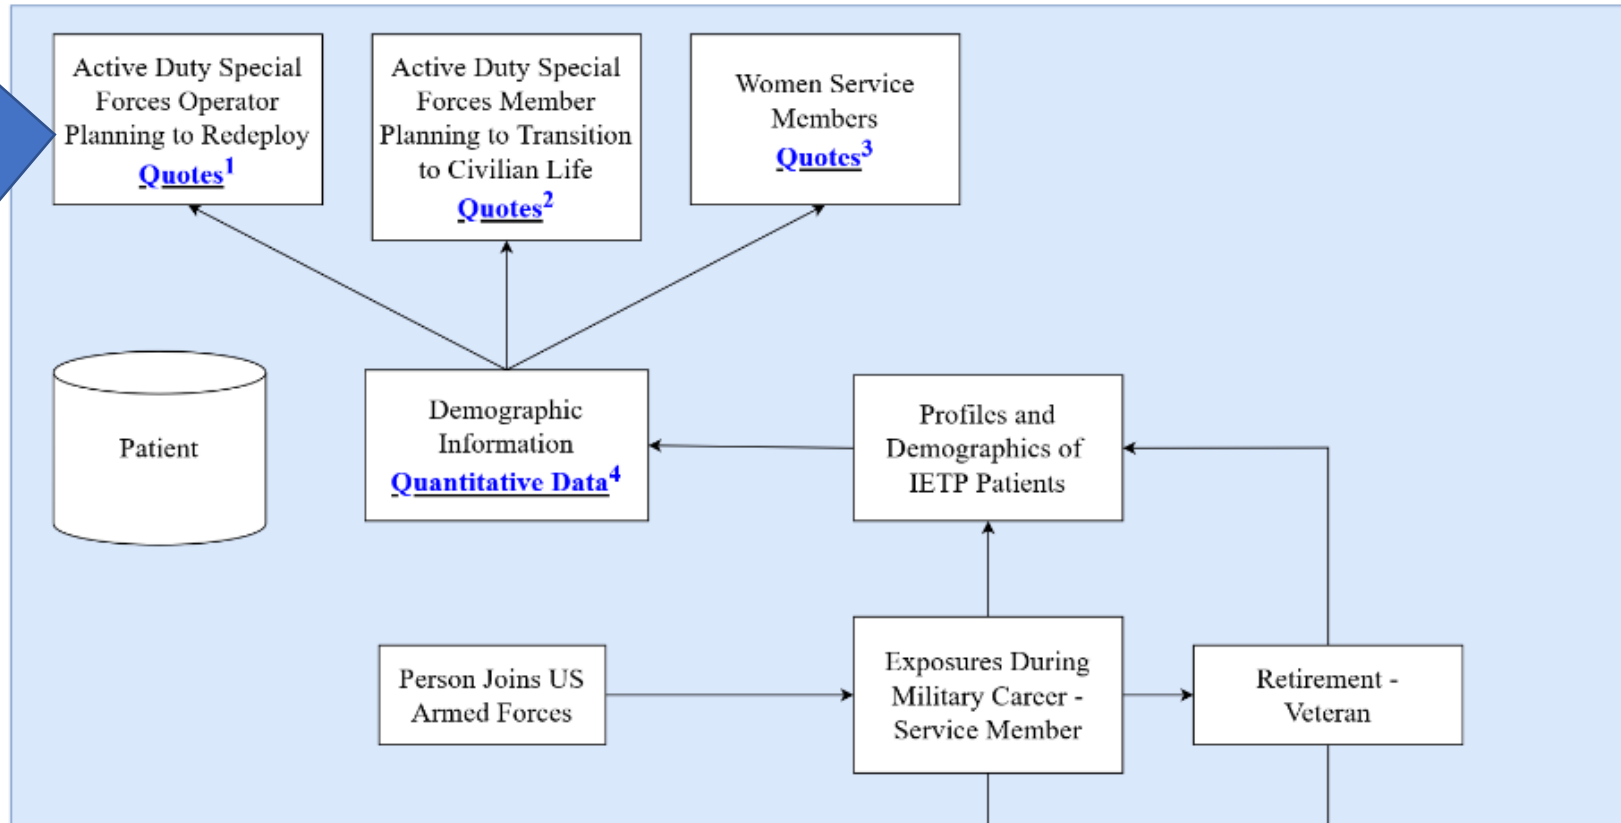 Active Duty Special
Forces Operator
Planning to Redeploy
Quotes1
Active Duty Special
Forces Member
Planning to Transition
to Civilian Life
Quotes2
Women Service
Members
Quotes3
Patient
Demographic
Information
Quantitative Data4
Profiles and
Demographics of
IETP Patients
Person Joins US
Armed Forces
Exposures During
Military Career -
Service Member
Retirement -
Veteran